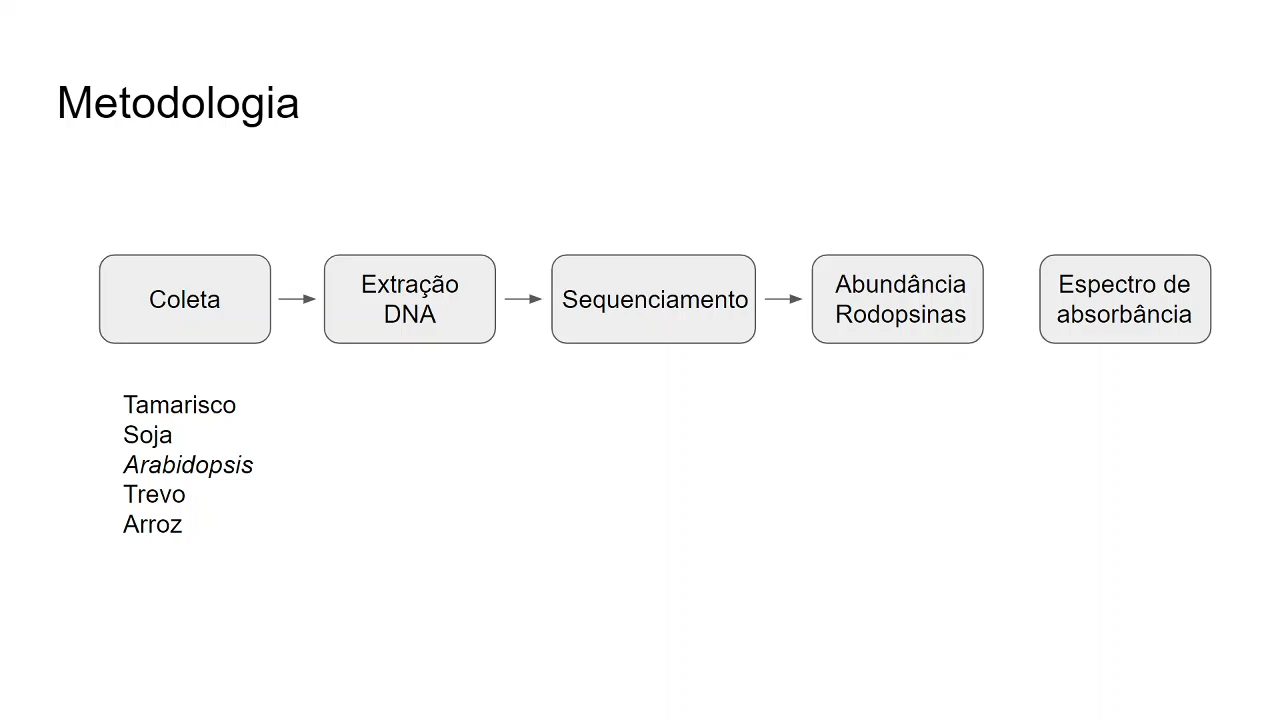 Metodologia
Coleta
Extração
DNA
Sequenciamento
Abundância
Rodopsinas
Espectro de
absorbância
Tamarisco
Soja
Arabidopsis
Trevo
Arroz